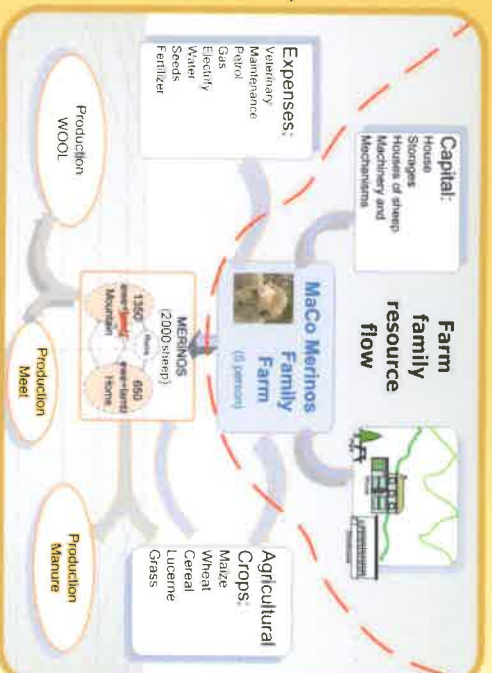 Farm
family
resource
flow
Capital:
House
Storages
Houses of sheep
Machinery and
Mechanisms
Expenses:
Veterinary
Maintenance
Petrol
Gas
Electrify
Water
Seeds
Fertilizer
MaCo Merinos
Family
Farm
(5 person)
MERINOS
(2000 sheep)
1350
ewe+lamb
Mountain
650
ewe+lamb
Home
Agricultural
Crops:
Maize
Wheat
Cereal
Lucerne
Grass
Production
WOOL
Production
Meet
Production
Manure